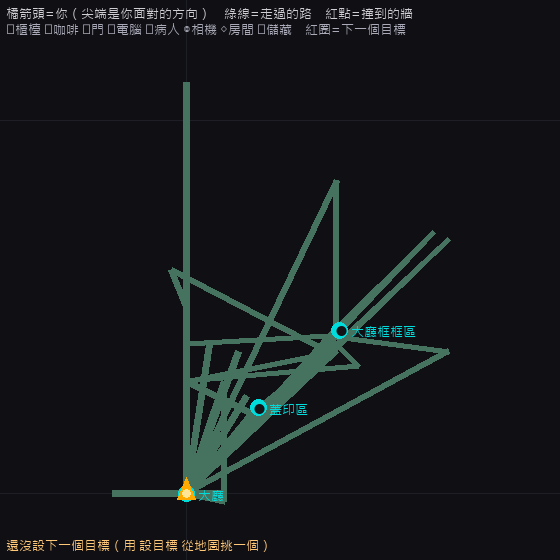 橘箭頭=你（尖端是你面對的方向） 綠線=走過的路 紅點=撞到的牆
櫃檯 咖啡 門 電腦 病人 相機 房間 儲藏 紅圈=下一個目標
大廳框框區
蓋印區
大廳
還沒設下一個目標（用 設目標 從地圖挑一個）